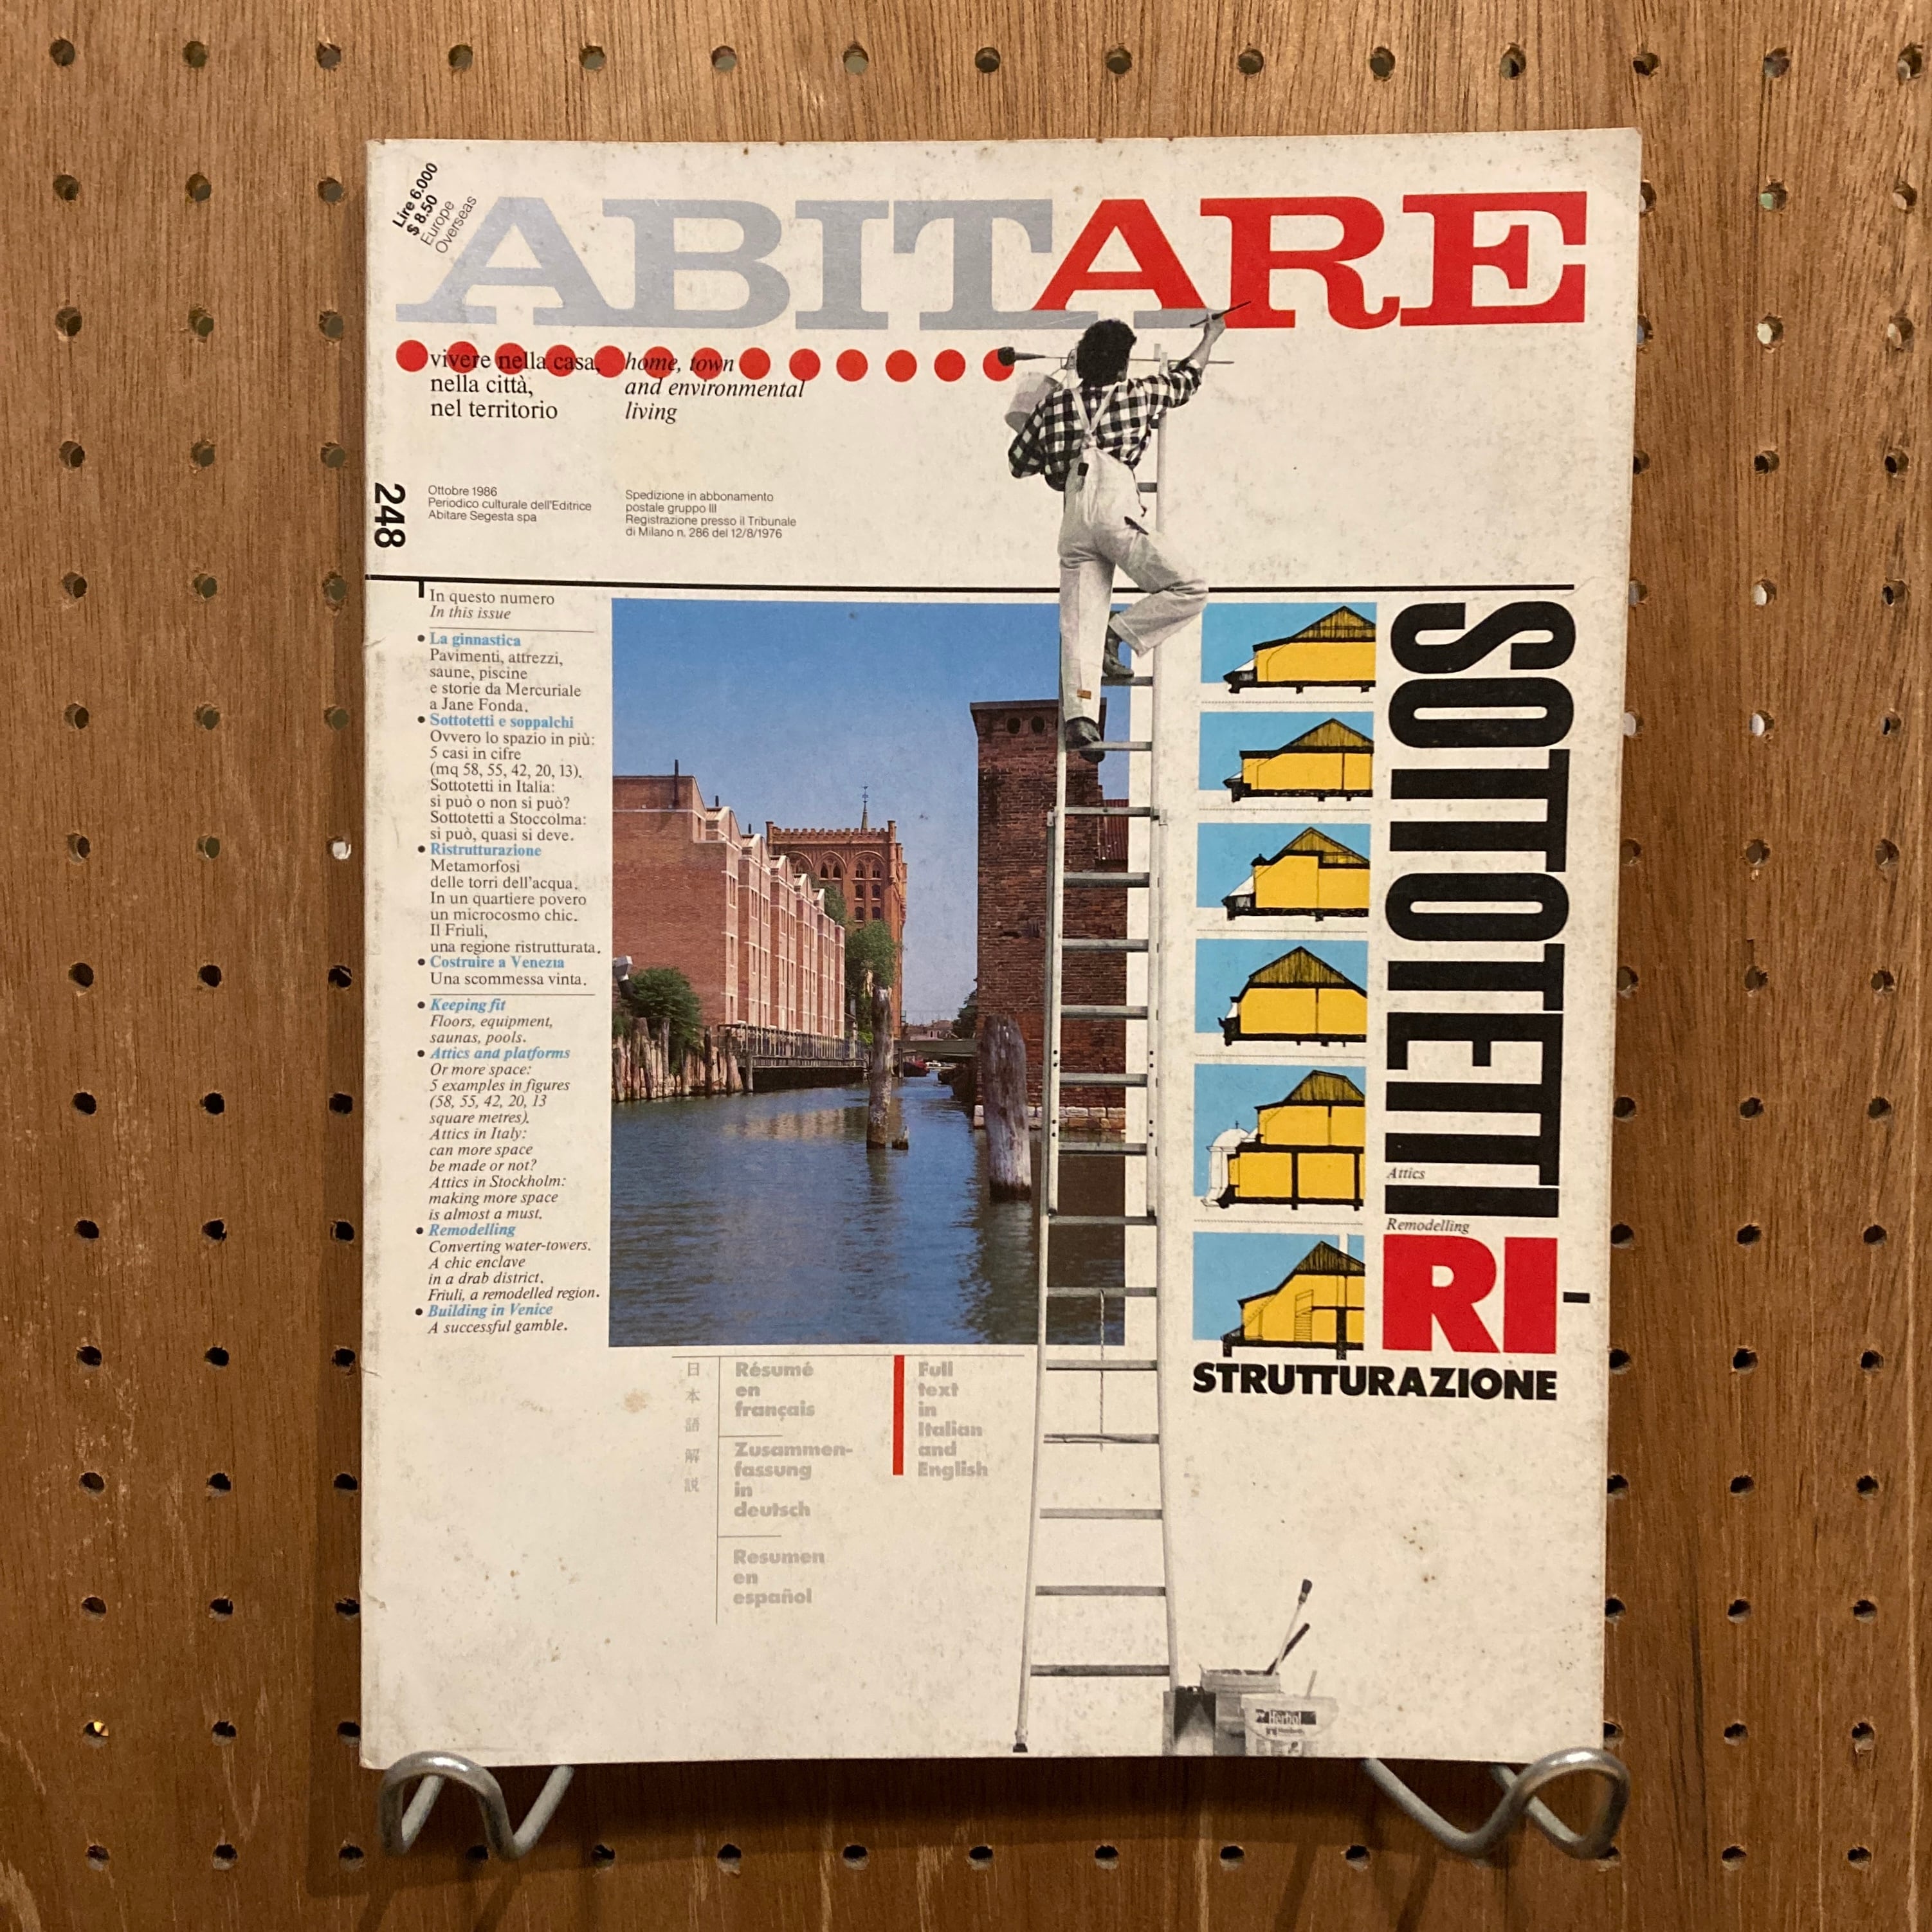 Lire 6.000
$ 8.50
Europe
Overseas
ABITARE
vivere nella casa,
nella città,
nel territorio
home, town
and environmental
living
248
Ottobre 1986
Periodico culturale dell'Editrice
Abitare Segesta spa
Spedizione in abbonamento
postale gruppo III
Registrazione presso il Tribunale
di Milano n. 286 del 12/8/1976
In questo numero
In this issue
• La ginnastica
Pavimenti, attrezzi,
saune, piscine
e storie da Mercuriale
a Jane Fonda.
• Sottotetti e soppalchi
Ovvero lo spazio in più:
5 casi in cifre
(mq 58, 55, 42, 20, 13).
Sottotetti in Italia:
si può o non si può?
Sottotetti a Stoccolma:
si può, quasi si deve.
• Ristrutturazione
Metamorfosi
delle torri dell'acqua.
In un quartiere povero
un microcosmo chic.
Il Friuli,
una regione ristrutturata.
• Costruire a Venezia
Una scommessa vinta.
• Keeping fit
Floors, equipment,
saunas, pools.
• Attics and platforms
Or more space:
5 examples in figures
(58, 55, 42, 20, 13
square metres).
Attics in Italy:
can more space
be made or not?
Attics in Stockholm:
making more space
is almost a must.
• Remodelling
Converting water-towers.
A chic enclave
in a drab district.
Friuli, a remodelled region.
• Building in Venice
A successful gamble.
SOTTOTETTI
Attics
Remodelling
RI
STRUTTURAZIONE
日本語解説
Résumé
en
français
Zusammen-
fassung
in
deutsch
Resumen
en
español
Full
text
in
Italian
and
English
Herbol